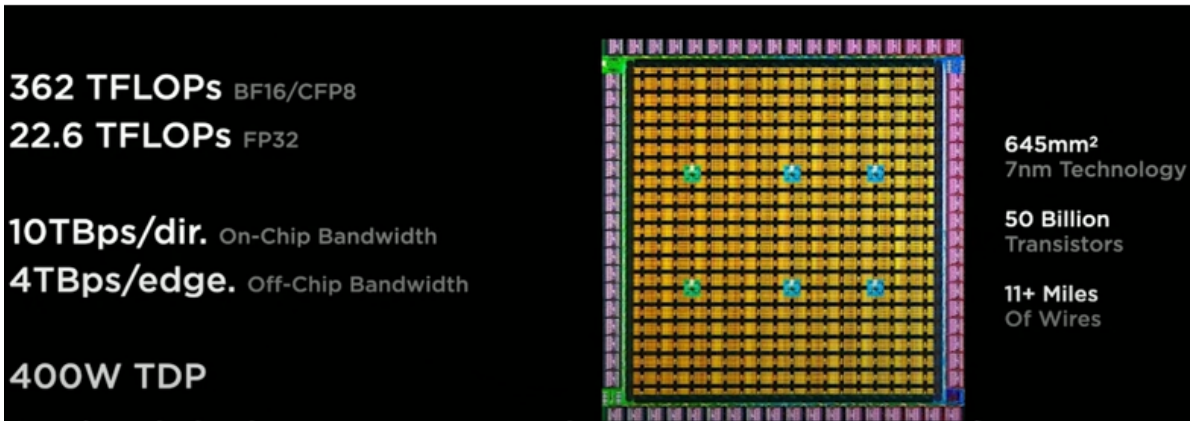 362 TFLOPs BF16/CFP8
22.6 TFLOPs FP32
10TBps/dir. On-Chip Bandwidth
4TBps/edge. Off-Chip Bandwidth
400W TDP
645mm²
7nm Technology
50 Billion
Transistors
11+ Miles
Of Wires